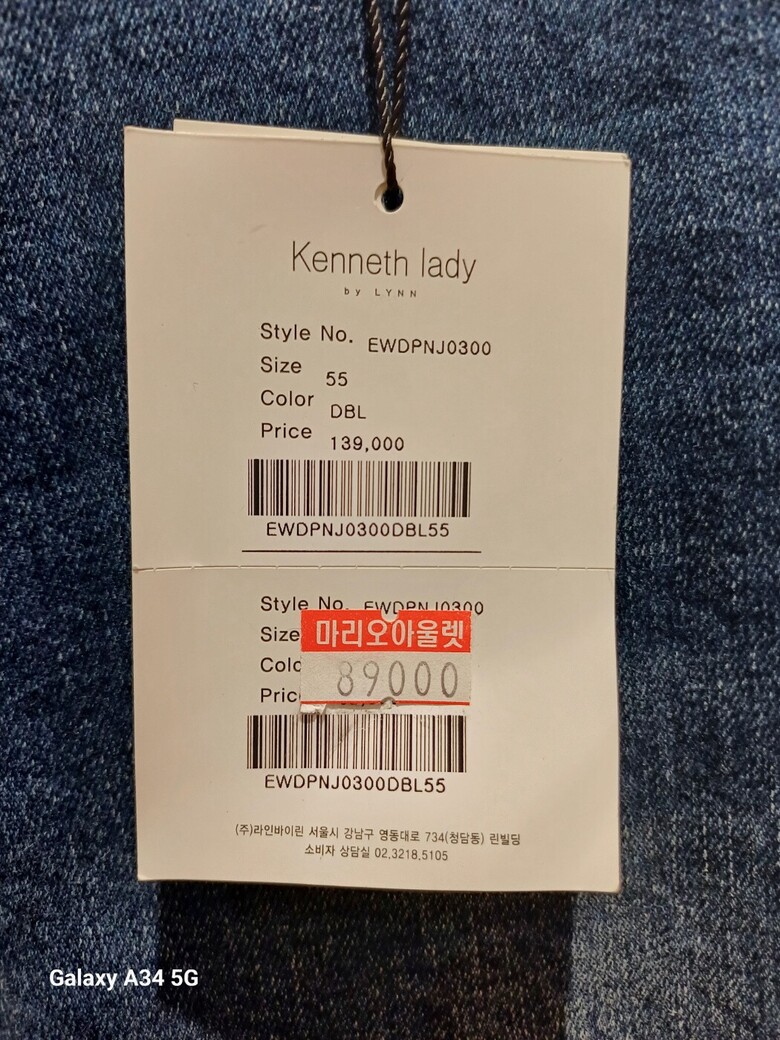 Kenneth lady
by LYNN
Style No. EWDPNJ0300
Size 55
Color DBL
Price 139,000
EWDPNJ0300DBL55
Style No. EWDPNJ0300
Size
마리오아울렛
89000
EWDPNJ0300DBL55
(주)라인바이린 서울시 강남구 영동대로 734(청담동) 린빌딩
소비자 상담실 02.3218.5105
Galaxy A34 5G